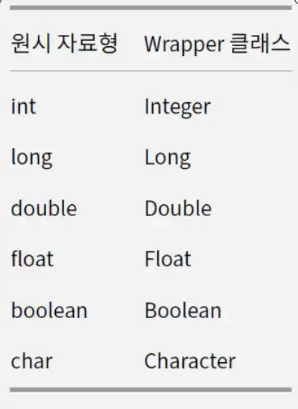 원시 자료형 Wrapper 클래스
int Integer
long Long
double Double
float Float
boolean Boolean
char Character